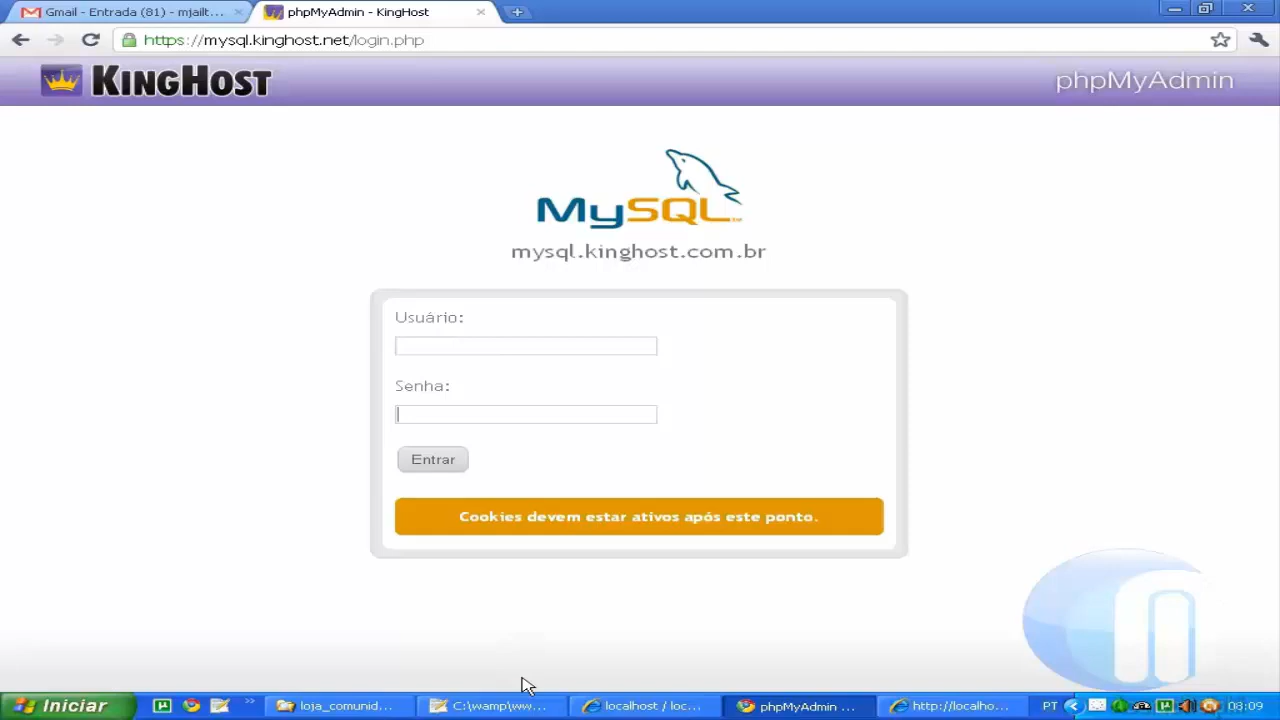 Gmail - Entrada (81) - mjailt...
phpMyAdmin - KingHost
https://mysql.kinghost.net/login.php
KINGHOST
phpMyAdmin
MySQL
mysql.kinghost.com.br
Usuário:
Senha:
Entrar
Cookies devem estar ativos após este ponto.
Iniciar
loja_comunid...
C:\wamp\ww...
localhost / loc...
phpMyAdmin ...
http://localho...
PT
08:09